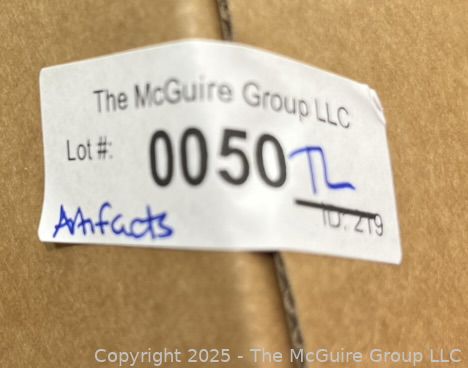 The McGuire Group LLC
Lot #: 0050 TL
Artifacts ID: 219
Copyright 2025 - The McGuire Group LLC